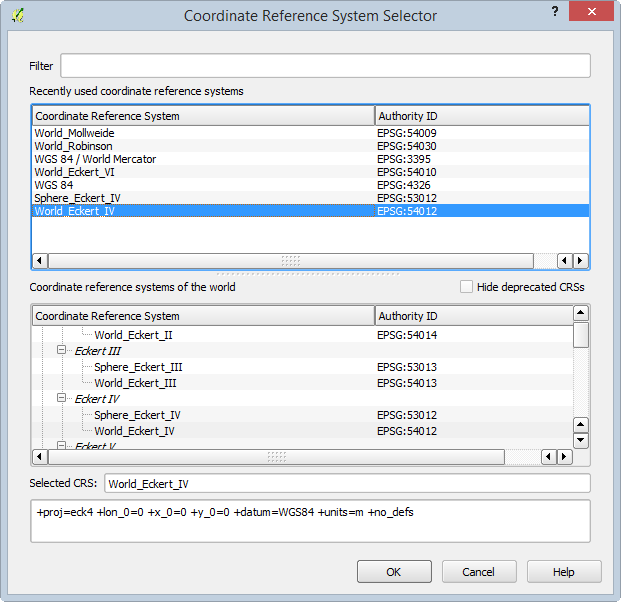 Coordinate Reference System Selector ?
Filter
Recently used coordinate reference systems
Coordinate Reference System Authority ID
World_Mollweide EPSG:54009
World_Robinson EPSG:54030
WGS 84 / World Mercator EPSG:3395
World_Eckert_VI EPSG:54010
WGS 84 EPSG:4326
Sphere_Eckert_IV EPSG:53012
World_Eckert_IV EPSG:54012
Coordinate reference systems of the world Hide deprecated CRSs
Coordinate Reference System Authority ID
World_Eckert_II EPSG:54014
Eckert III
Sphere_Eckert_III EPSG:53013
World_Eckert_III EPSG:54013
Eckert IV
Sphere_Eckert_IV EPSG:53012
World_Eckert_IV EPSG:54012
Eckert V
Selected CRS: World_Eckert_IV
+proj=eck4 +lon_0=0 +x_0=0 +y_0=0 +datum=WGS84 +units=m +no_defs
OK Cancel Help